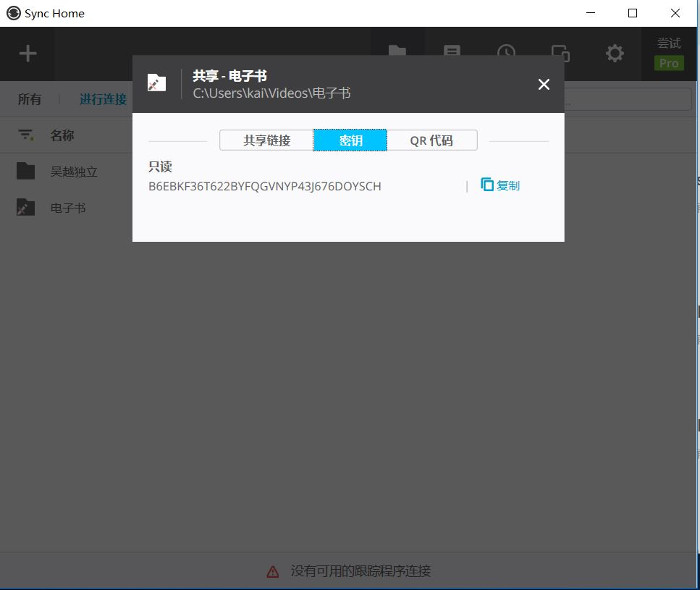 Sync Home
尝试
Pro
共享 - 电子书
C:\Users\kai\Videos\电子书
所有
进行连接
共享链接
密钥
QR 代码
名称
只读
B6EBKF36T622BYFQGVNYP43J676DOYSCH
复制
吴越独立
电子书
没有可用的跟踪程序连接